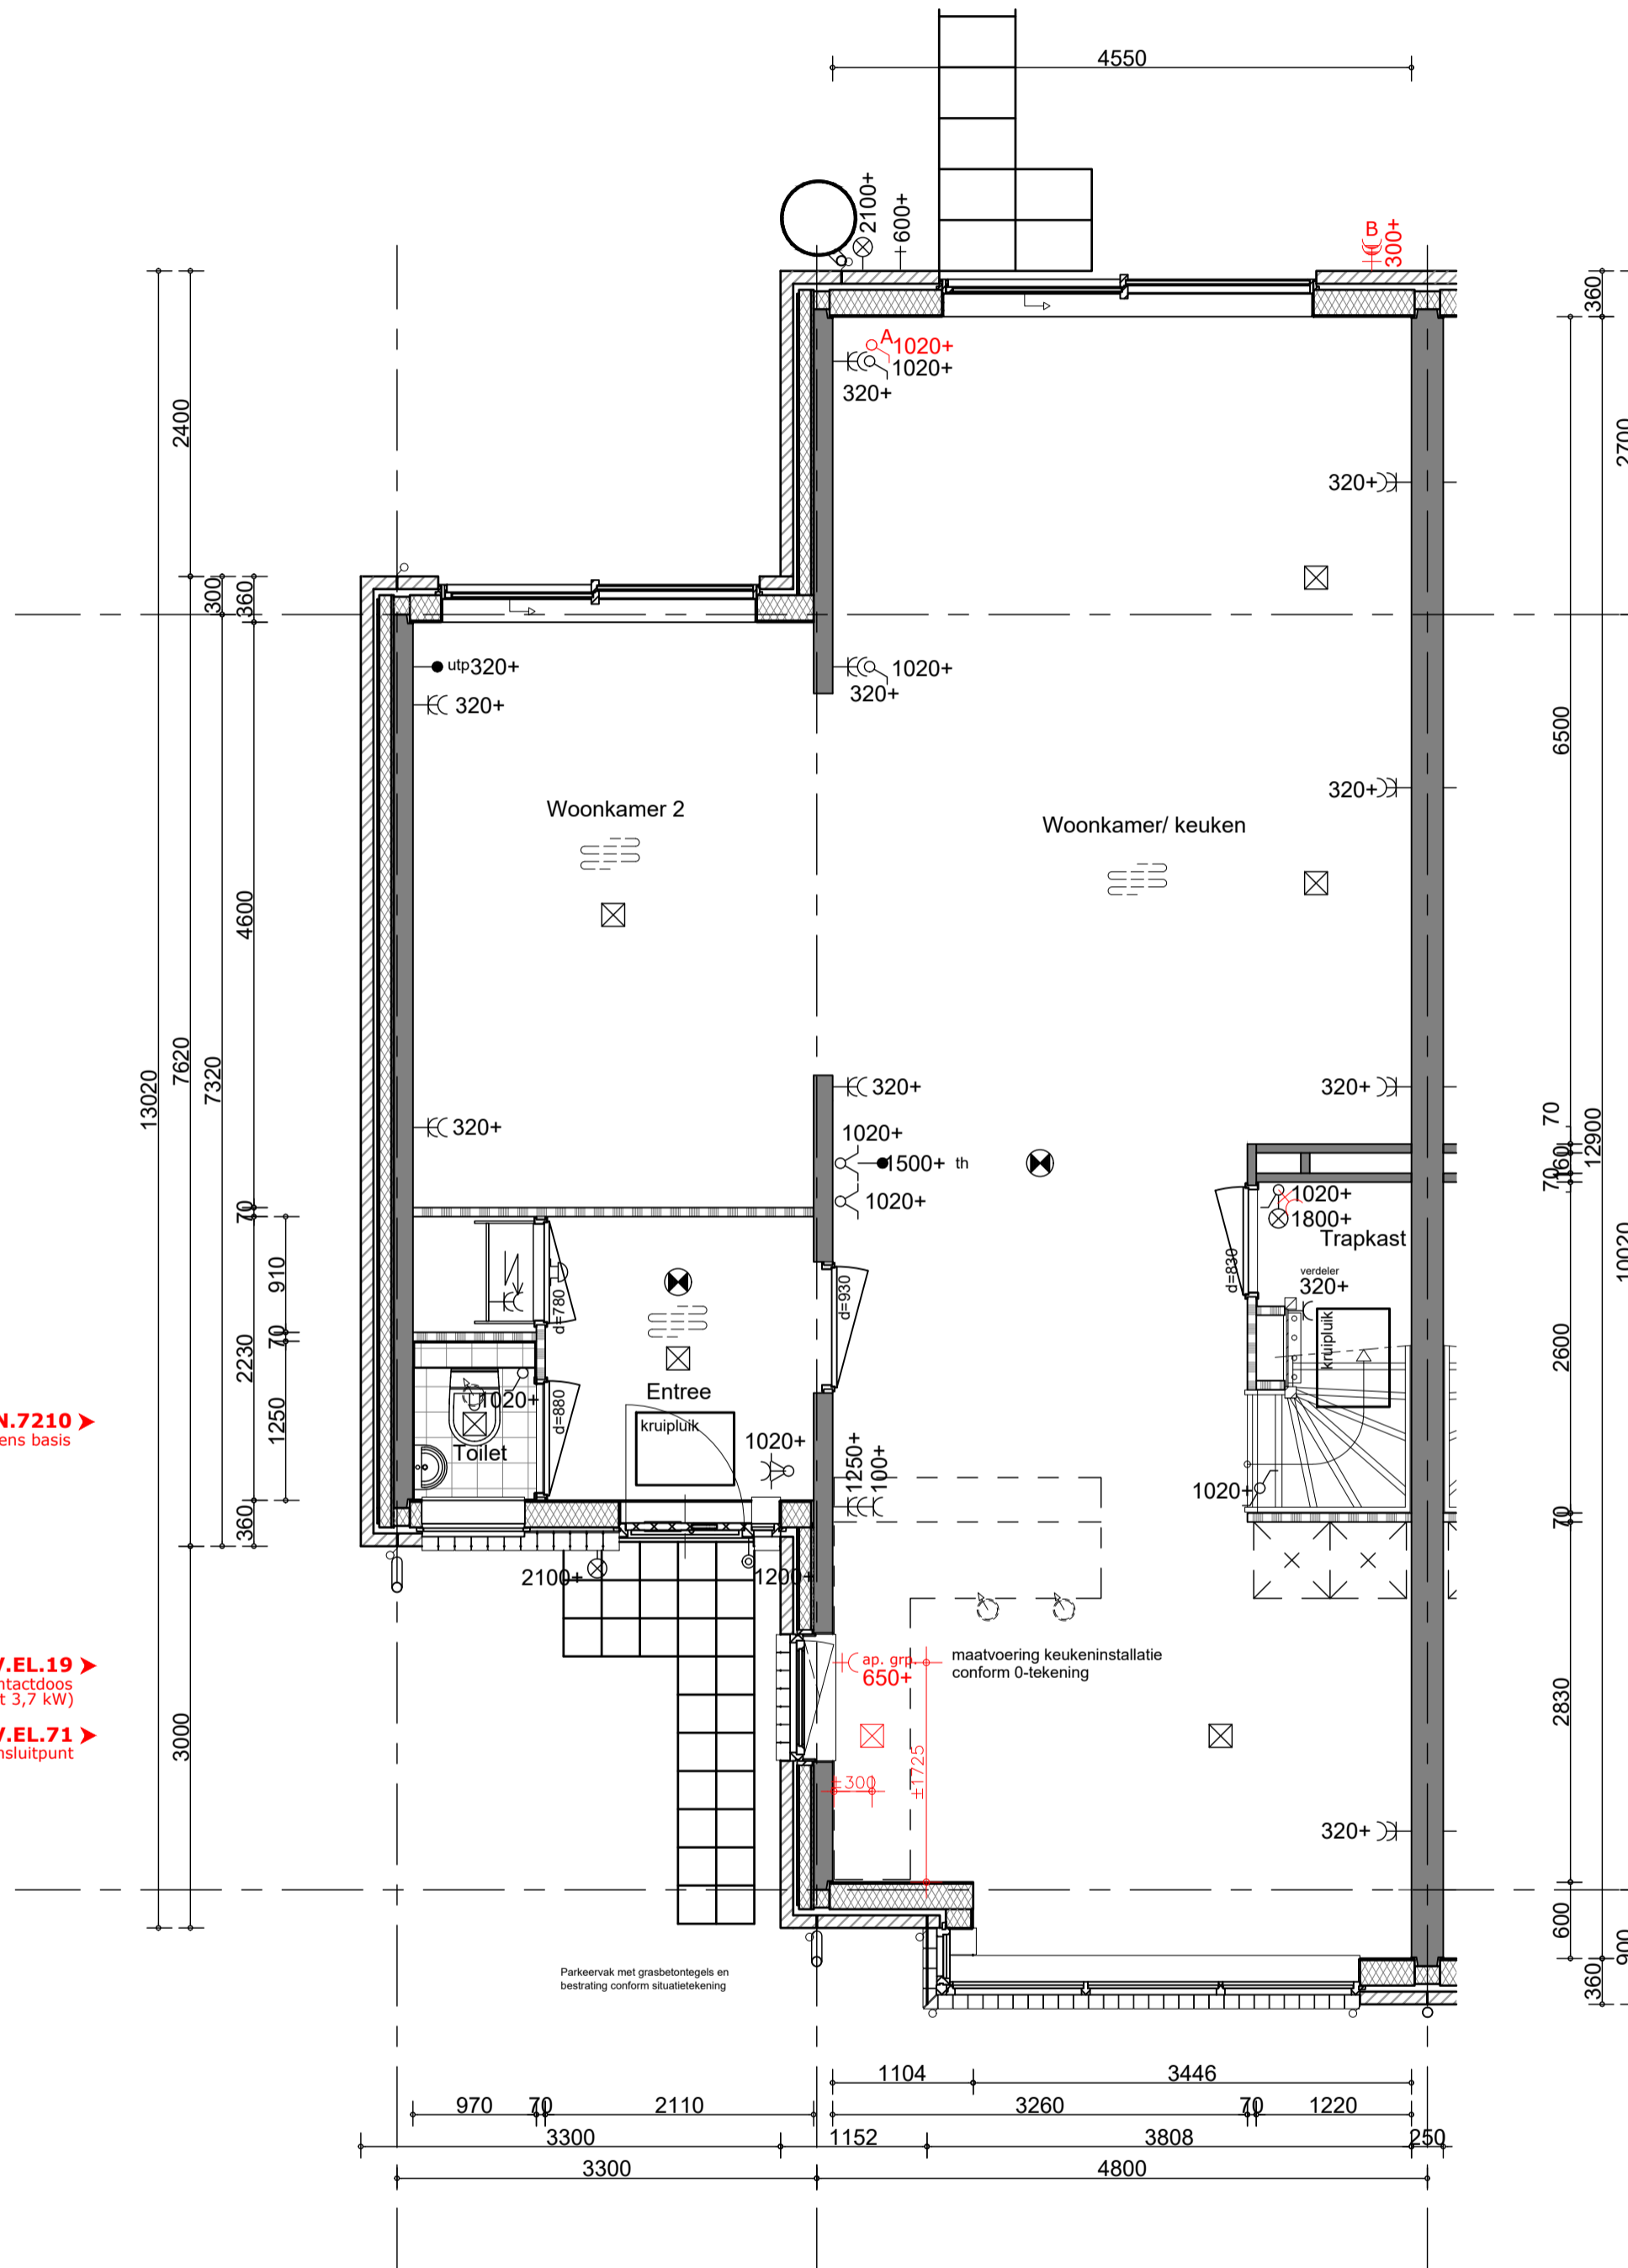 4550
2100+
600+
B
300+
360
A
1020+
1020+
320+
2400
2700
320+
300
360
utp 320+
320+
1020+
320+
6500
320+
Woonkamer 2
Woonkamer/ keuken
4600
13020
7620
7320
320+
320+
320+
1020+
1500+ th
1020+
70
160
70
12900
1020+
1800+
Trapkast
10020
70
910
d=780
d=930
d=830
verdeler
320+
kruipluik
2600
70
2230
1250
1020+
Entree
d=880
kruipluik
Toilet
1020+
1250+
100+
1020+
70
360
N.7210
ens basis
2100+
1200+
maatvoering keukeninstallatie
conform 0-tekening
ap. grp.
650+
V.EL.19
ntactdoos
t 3,7 kW)
V.EL.71
nsluitpunt
3000
±300
±1725
2830
320+
600
900
360
Parkeervak met grasbetontegels en
bestrating conform situatietekening
1104
3446
970
70
2110
3260
70
1220
3300
1152
3808
250
3300
4800